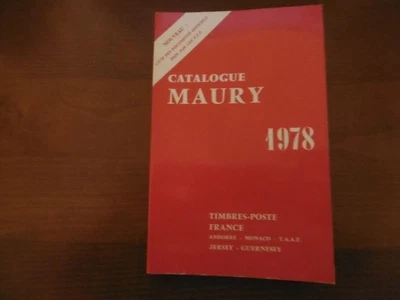 NOUVEAU :
CATALOGUE
MAURY
1978
TIMBRES-POSTE
FRANCE
ANDORRE - MONACO - T.A.A.F.
JERSEY - GUERNESEY